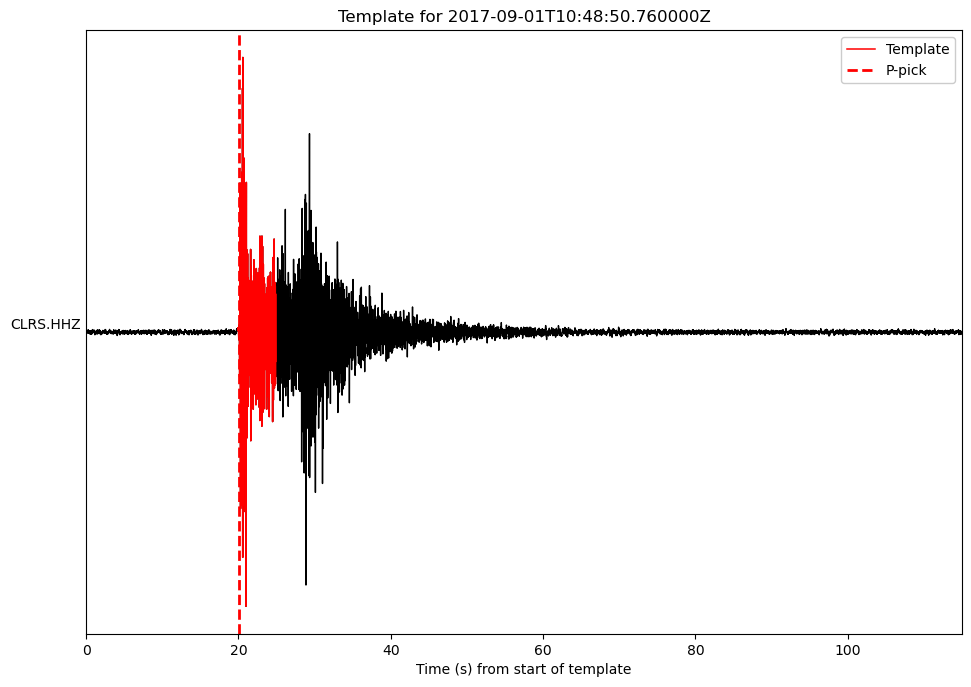 Template for 2017-09-01T10:48:50.760000Z
Template
P-pick
CLRS.HHZ
0 20 40 60 80 100
Time (s) from start of template